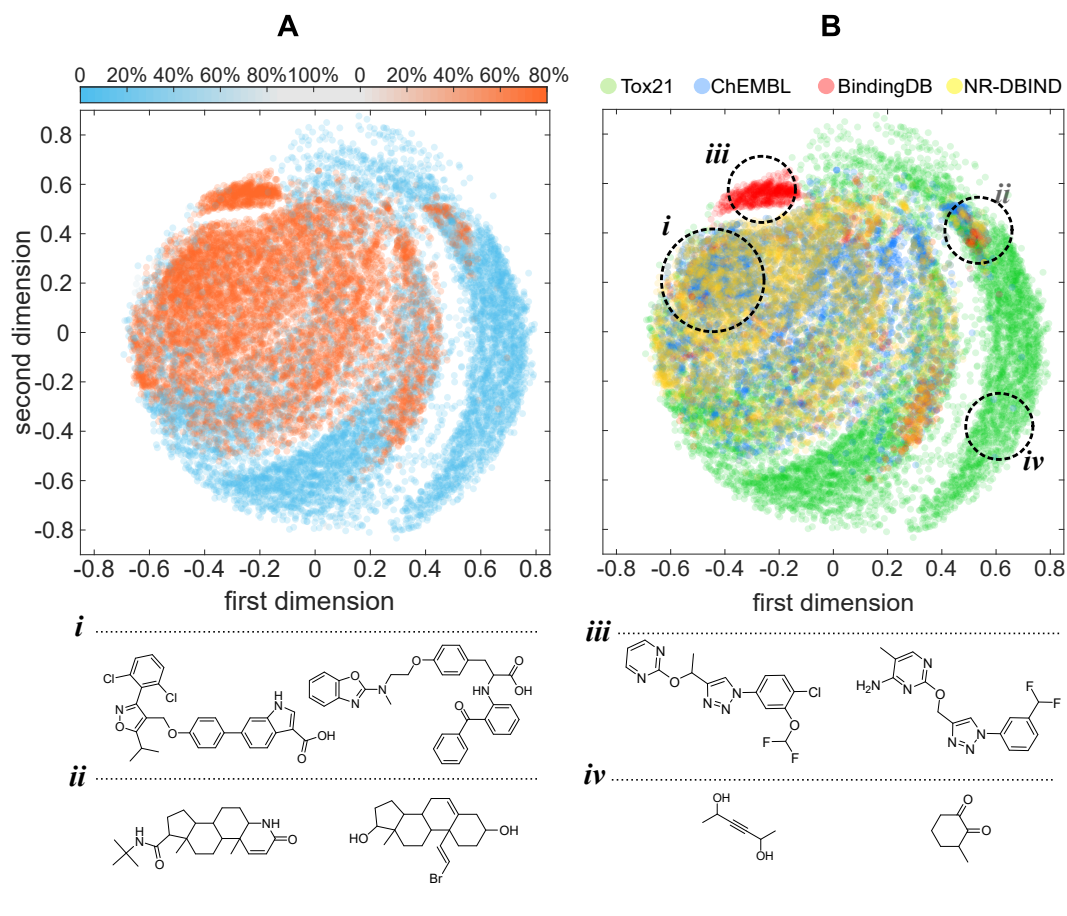 A
B
0 20% 40% 60% 80% 100% 0 20% 40% 60% 80%
Tox21 ChEMBL BindingDB NR-DBIND
0.8
0.6
0.4
0.2
0
-0.2
-0.4
-0.6
-0.8
second dimension
iii
ii
i
iv
-0.8 -0.6 -0.4 -0.2 0 0.2 0.4 0.6 0.8
-0.8 -0.6 -0.4 -0.2 0 0.2 0.4 0.6 0.8
first dimension
first dimension
i
Cl
Cl
N
O
O
H
N
OH
O
O
N
N
O
O
OH
NH
O
iii
N
N
O
N
N
N
Cl
O
F
F
N
H₂N
N
O
N
N
N
F
F
ii
H
N
O
NH
O
HO
OH
Br
iv
OH
OH
O
O